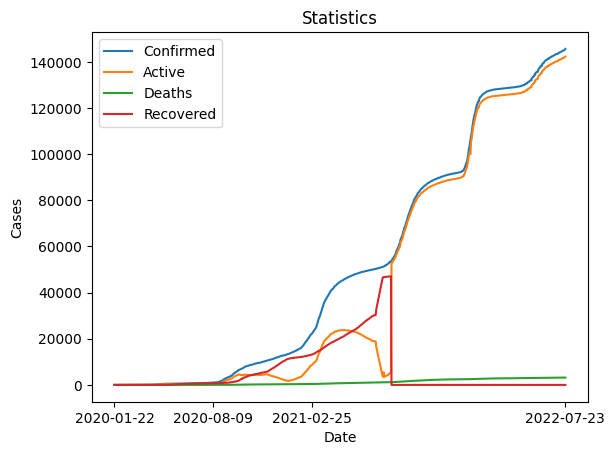 Statistics
Confirmed
Active
Deaths
Recovered
Cases
140000
120000
100000
80000
60000
40000
20000
0
2020-01-22 2020-08-09 2021-02-25 2022-07-23
Date